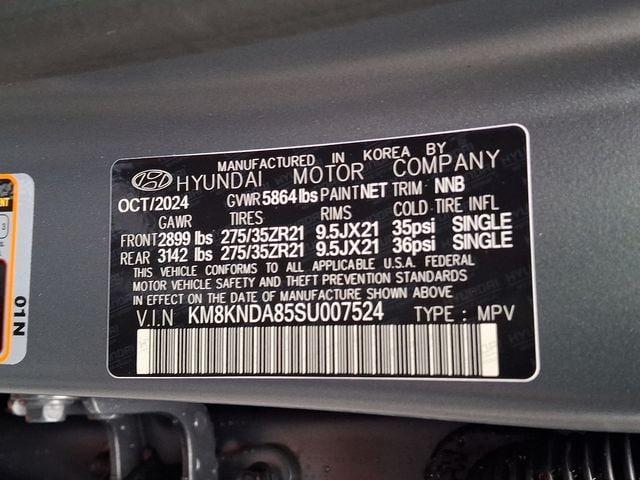 MANUFACTURED IN KOREA BY
HYUNDAI MOTOR COMPANY
OCT/2024 GVWR 5864 lbs PAINT NET TRIM NNB
GAWR TIRES RIMS COLD TIRE INFL
FRONT 2899 lbs 275/35ZR21 9.5JX21 35psi SINGLE
REAR 3142 lbs 275/35ZR21 9.5JX21 36psi SINGLE
THIS VEHICLE CONFORMS TO ALL APPLICABLE U.S.A. FEDERAL
MOTOR VEHICLE SAFETY AND THEFT PREVENTION STANDARDS
IN EFFECT ON THE DATE OF MANUFACTURE SHOWN ABOVE
V.I.N KM8KNDA85SU007524 TYPE : MPV
01N